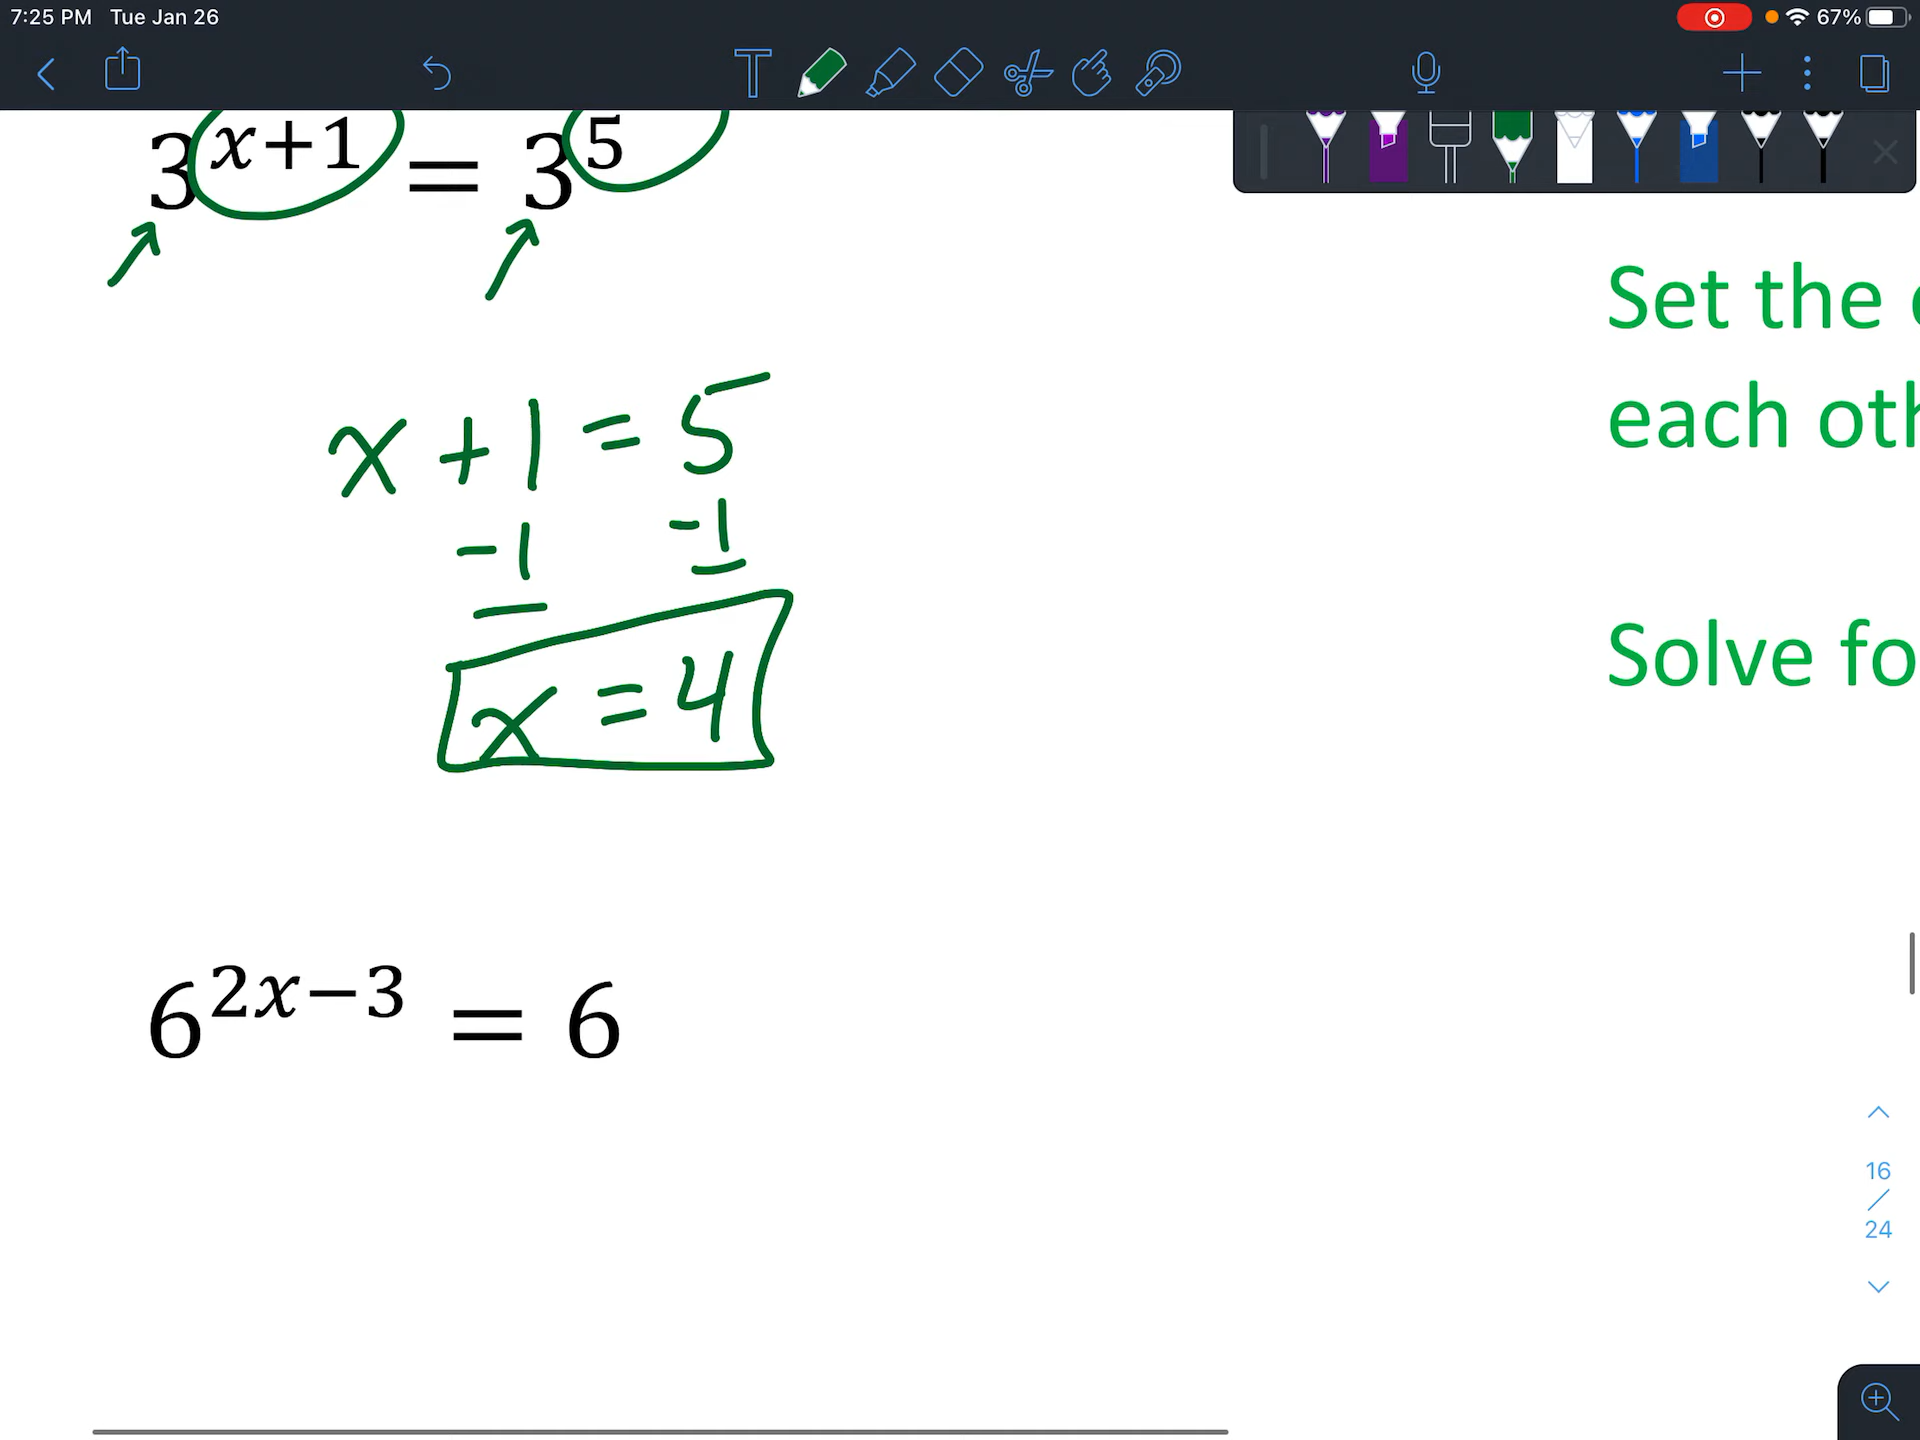 7:25 PM Tue Jan 26
67%
3^{x+1} = 3^{5}
Set the
each oth
x + 1 = 5
-1 -1
Solve fo
x = 4
6^{2x−3} = 6
16
/
24